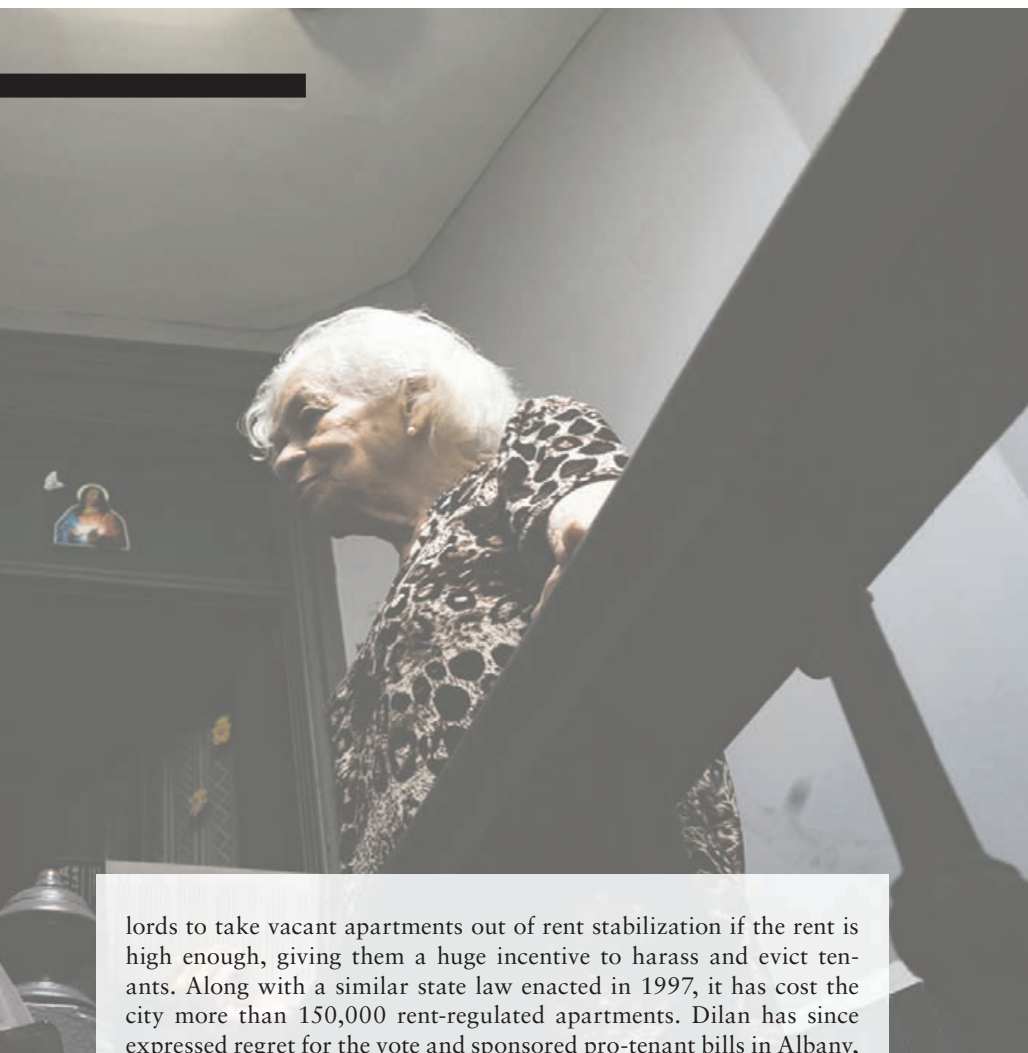 lords to take vacant apartments out of rent stabilization if the rent is
high enough, giving them a huge incentive to harass and evict ten-
ants. Along with a similar state law enacted in 1997, it has cost the
city more than 150,000 rent-regulated apartments. Dilan has since
expressed regret for the vote and sponsored pro-tenant bills in Albany,